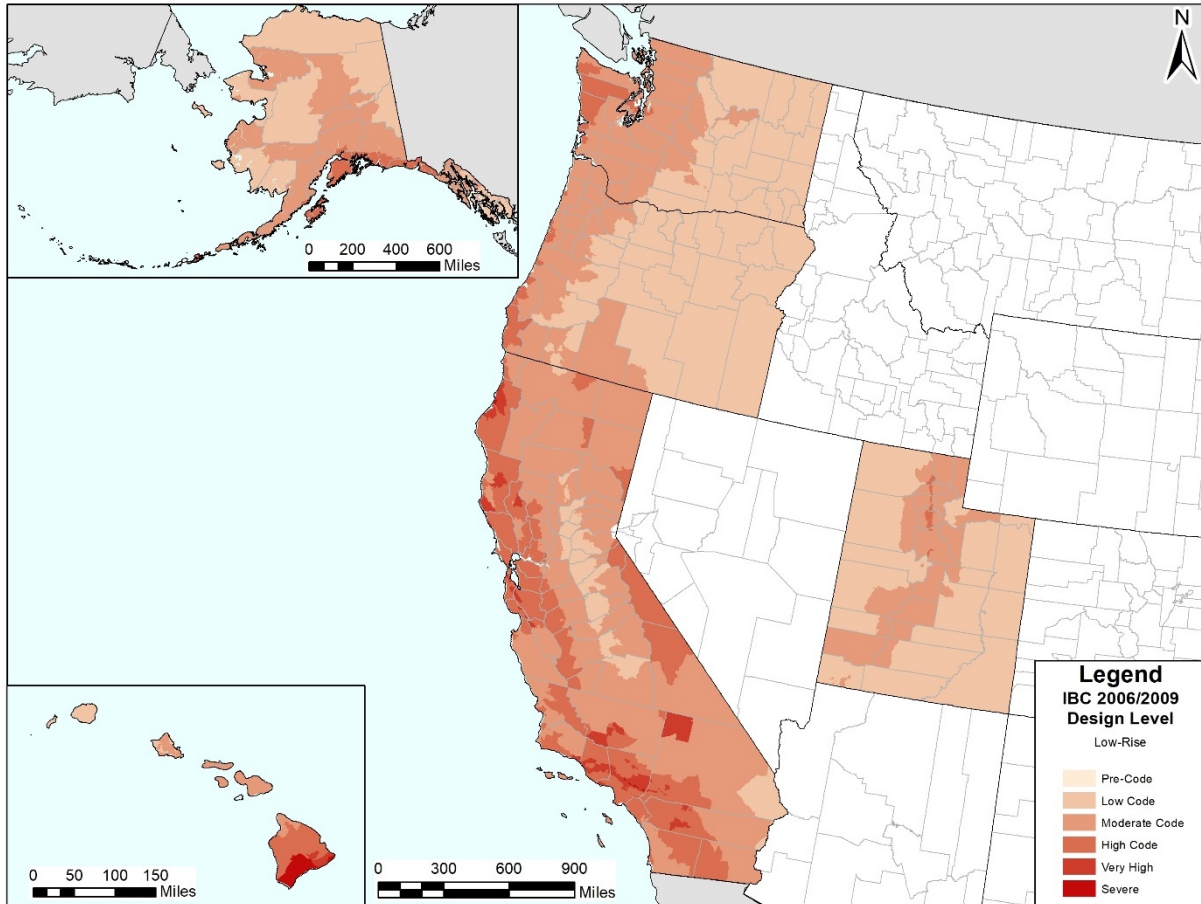 N
0 200 400 600
Miles
0 50 100 150
Miles
0 300 600 900
Miles
Legend
IBC 2006/2009
Design Level
Low-Rise
Pre-Code
Low Code
Moderate Code
High Code
Very High
Severe